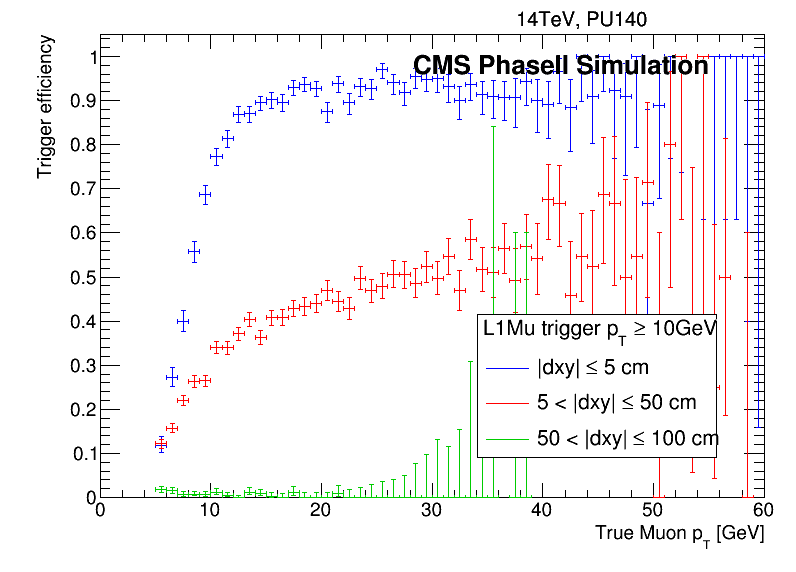 14TeV, PU140
CMS PhaseII Simulation
Trigger efficiency
1
0.9
0.8
0.7
0.6
0.5
0.4
0.3
0.2
0.1
0
L1Mu trigger p_T ≥ 10GeV
|dxy| ≤ 5 cm
5 < |dxy| ≤ 50 cm
50 < |dxy| ≤ 100 cm
0 10 20 30 40 50 60
True Muon p_T [GeV]